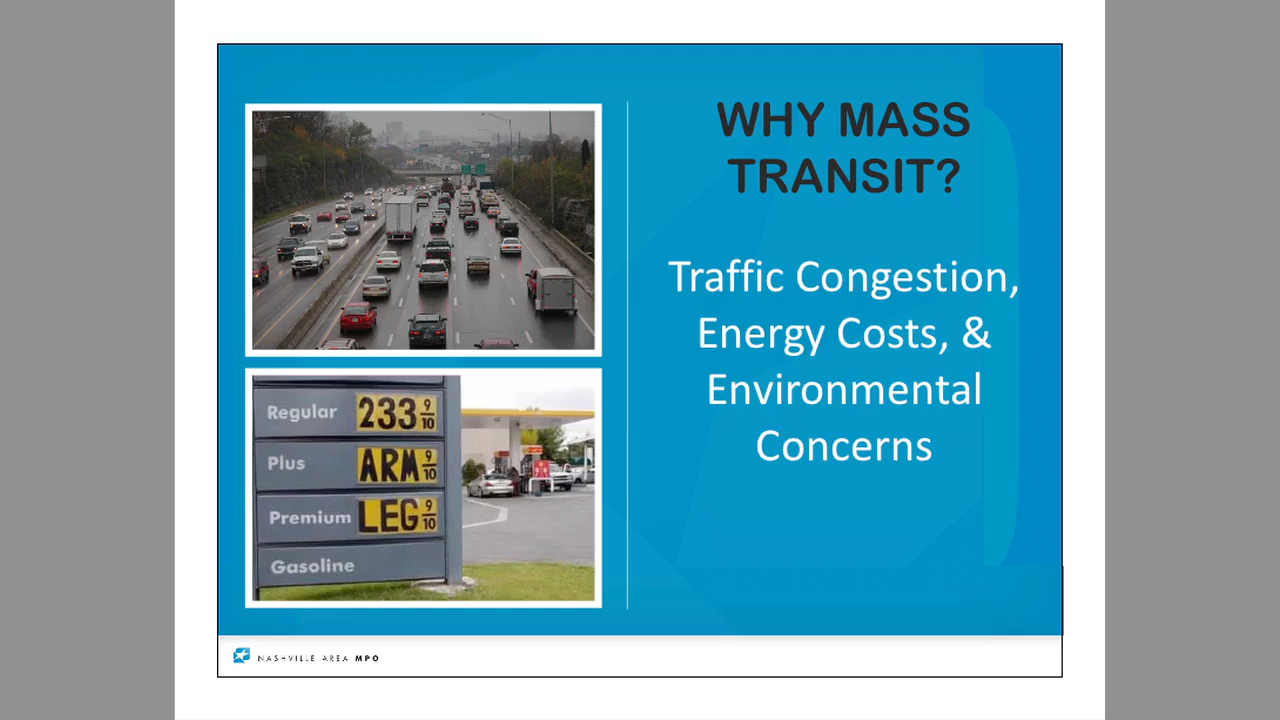 WHY MASS
TRANSIT?
Traffic Congestion,
Energy Costs, &
Environmental
Concerns
Regular 233 9/10
Plus ARM 9/10
Premium LEG 9/10
Gasoline
NASHVILLE AREA MPO